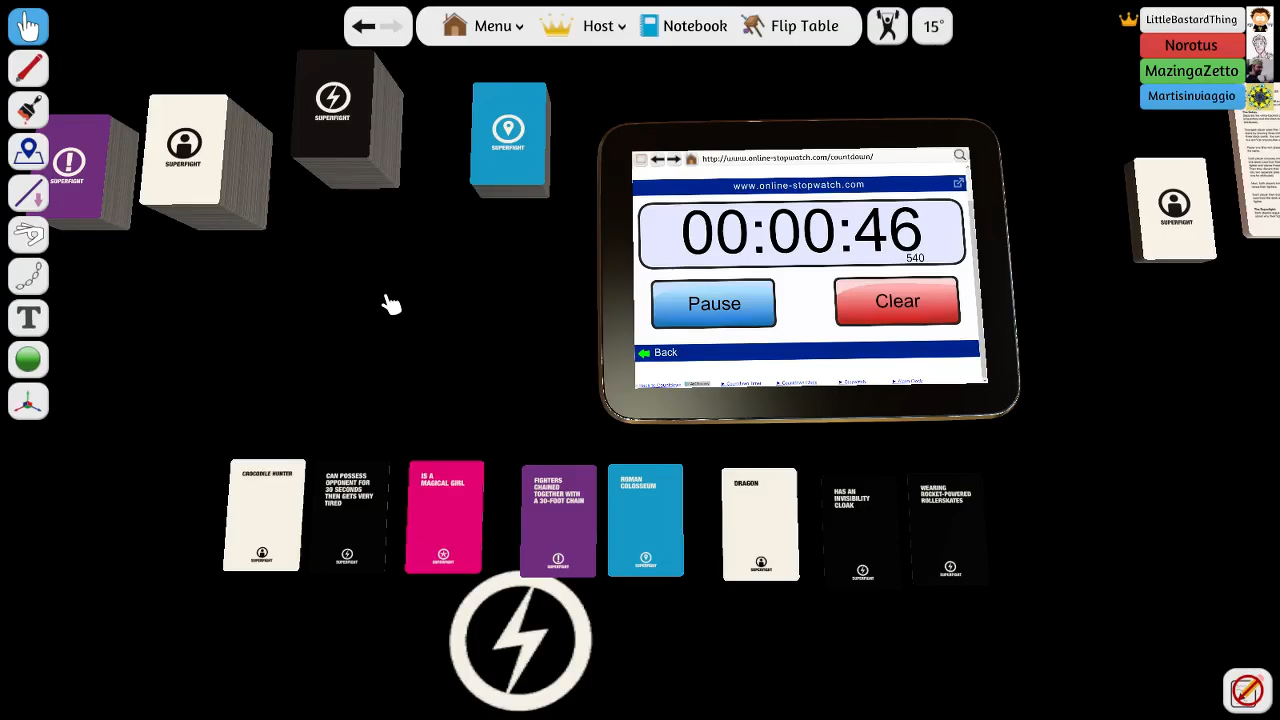 Menu
Host
Notebook
Flip Table
15°
LittleBastardThing
Norotus
MazingaZetto
Martisinviaggio
SUPERFIGHT
SUPERFIGHT
SUPERFIGHT
SUPERFIGHT
SUPERFIGHT
http://www.online-stopwatch.com/countdown/
www.online-stopwatch.com
00:00:46
540
Pause
Clear
Back
CROCODILE HUNTER
SUPERFIGHT
CAN POSSESS
OPPONENT FOR
30 SECONDS
THEN GETS VERY
TIRED
SUPERFIGHT
IS A
MAGICAL GIRL
SUPERFIGHT
FIGHTERS
CHAINED
TOGETHER WITH
A 30-FOOT CHAIN
SUPERFIGHT
ROMAN
COLOSSEUM
SUPERFIGHT
DRAGON
SUPERFIGHT
HAS AN
INVISIBILITY
CLOAK
SUPERFIGHT
WEARING
ROCKET-POWERED
ROLLERSKATES
SUPERFIGHT
T